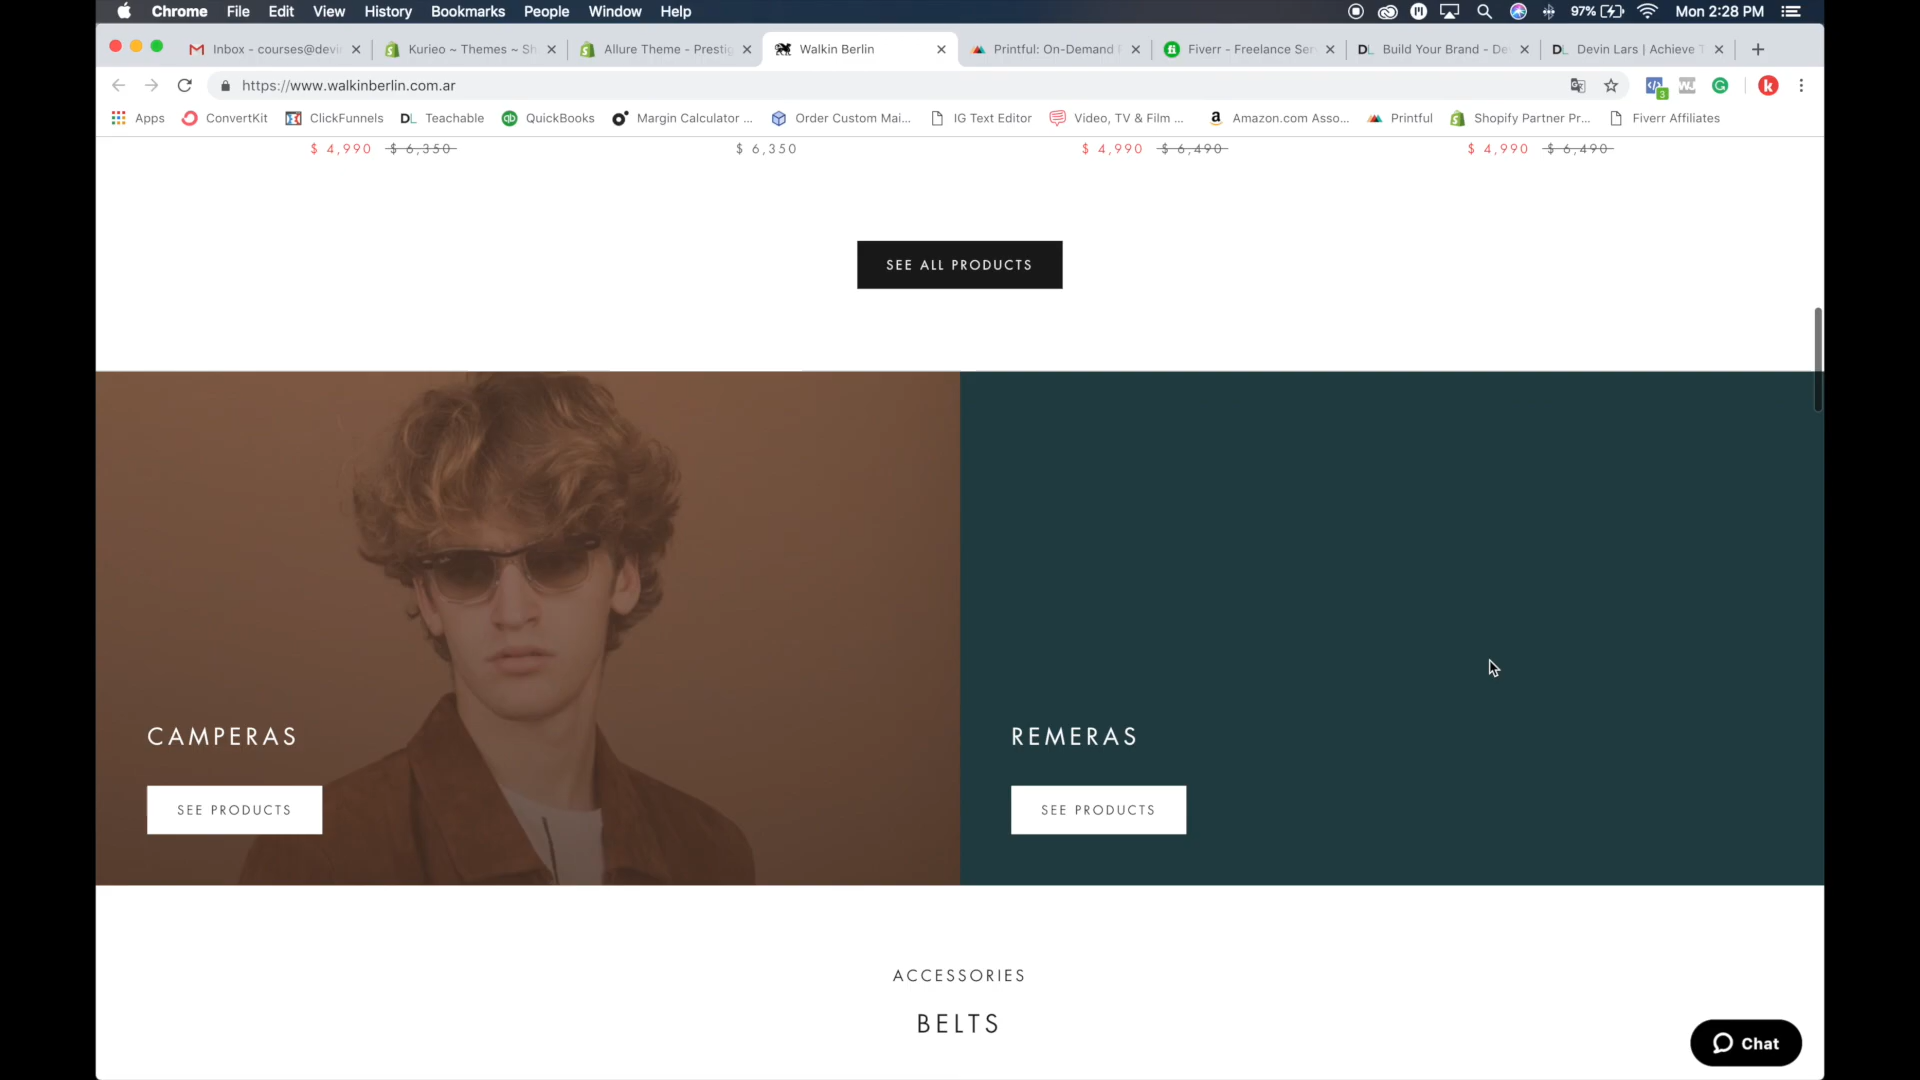 Chrome File Edit View History Bookmarks People Window Help 97% Mon 2:28 PM
Inbox - courses@devi Kurieo ~ Themes ~ Sh Allure Theme - Prestig Walkin Berlin Printful: On-Demand Fiverr - Freelance Ser DL Build Your Brand - De DL Devin Lars | Achieve T
https://www.walkinberlin.com.ar
Apps ConvertKit ClickFunnels DL Teachable QuickBooks Margin Calculator ... Order Custom Mai... IG Text Editor Video, TV & Film ... Amazon.com Asso... Printful Shopify Partner Pr... Fiverr Affiliates
$ 4,990 $ 6,350 $ 6,350 $ 4,990 $ 6,490 $ 4,990 $ 6,490
SEE ALL PRODUCTS
CAMPERAS
SEE PRODUCTS
REMERAS
SEE PRODUCTS
ACCESSORIES
BELTS
Chat